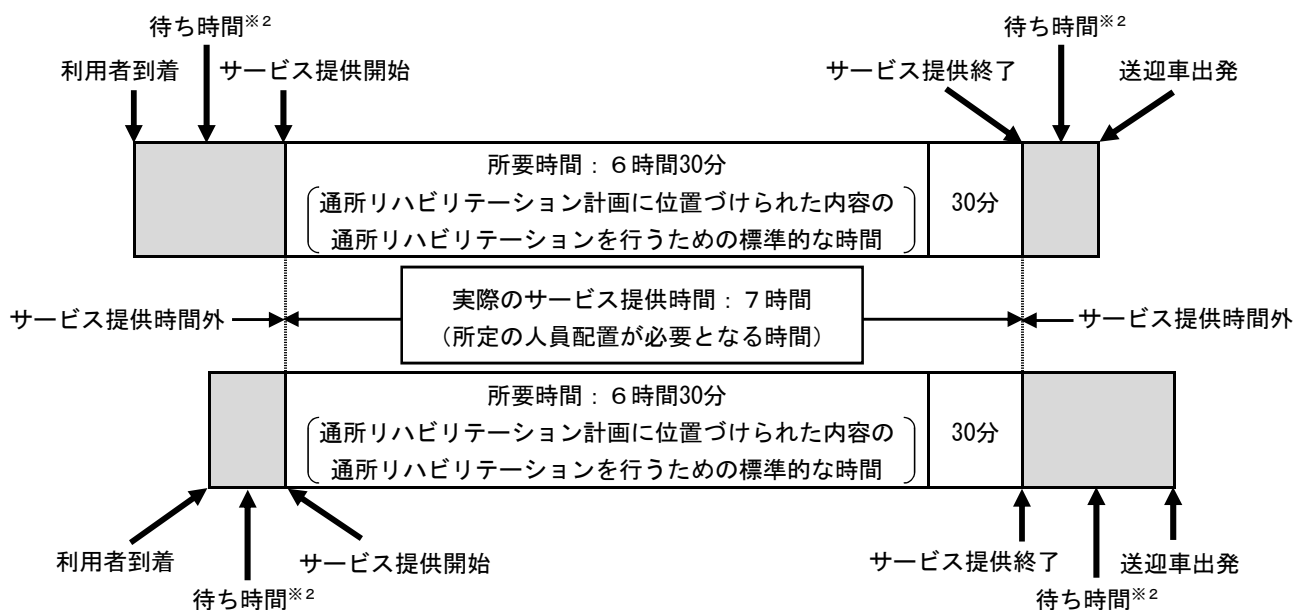 待ち時間※2
利用者到着 サービス提供開始
待ち時間※2
サービス提供終了 送迎車出発
所要時間：6時間30分
通所リハビリテーション計画に位置づけられた内容の
通所リハビリテーションを行うための標準的な時間
30分
サービス提供時間外
実際のサービス提供時間：7時間
（所定の人員配置が必要となる時間）
サービス提供時間外
所要時間：6時間30分
通所リハビリテーション計画に位置づけられた内容の
通所リハビリテーションを行うための標準的な時間
30分
利用者到着 サービス提供開始
待ち時間※2
サービス提供終了 送迎車出発
待ち時間※2